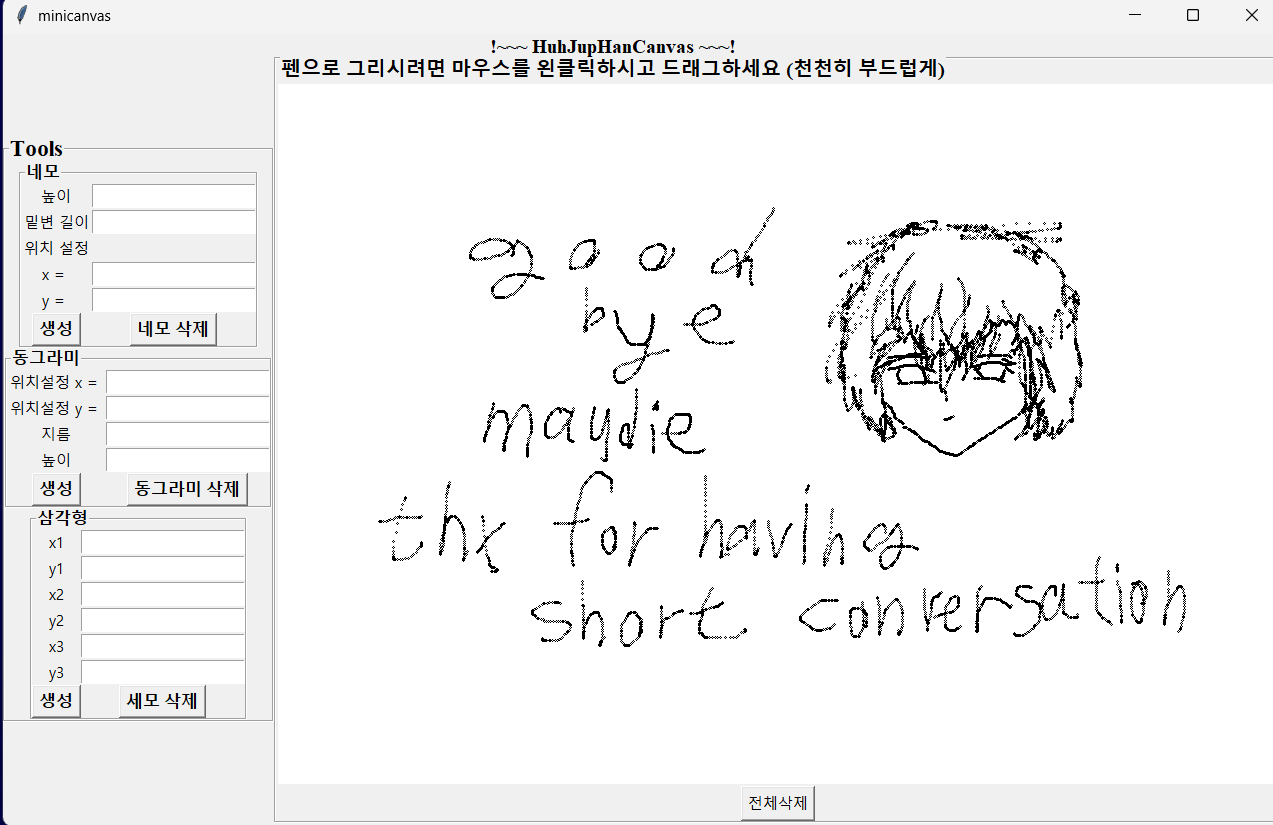 minicanvas
!~~~ HuhJupHanCanvas ~~~!
펜으로 그리시려면 마우스를 왼클릭하시고 드래그하세요 (천천히 부드럽게)
Tools
네모
높이
밑변 길이
위치 설정
x =
y =
생성 네모 삭제
동그라미
위치설정 x =
위치설정 y =
지름
높이
생성 동그라미 삭제
삼각형
x1
y1
x2
y2
x3
y3
생성 세모 삭제
good
bye
maydie
thx for having
short conversation
전체삭제